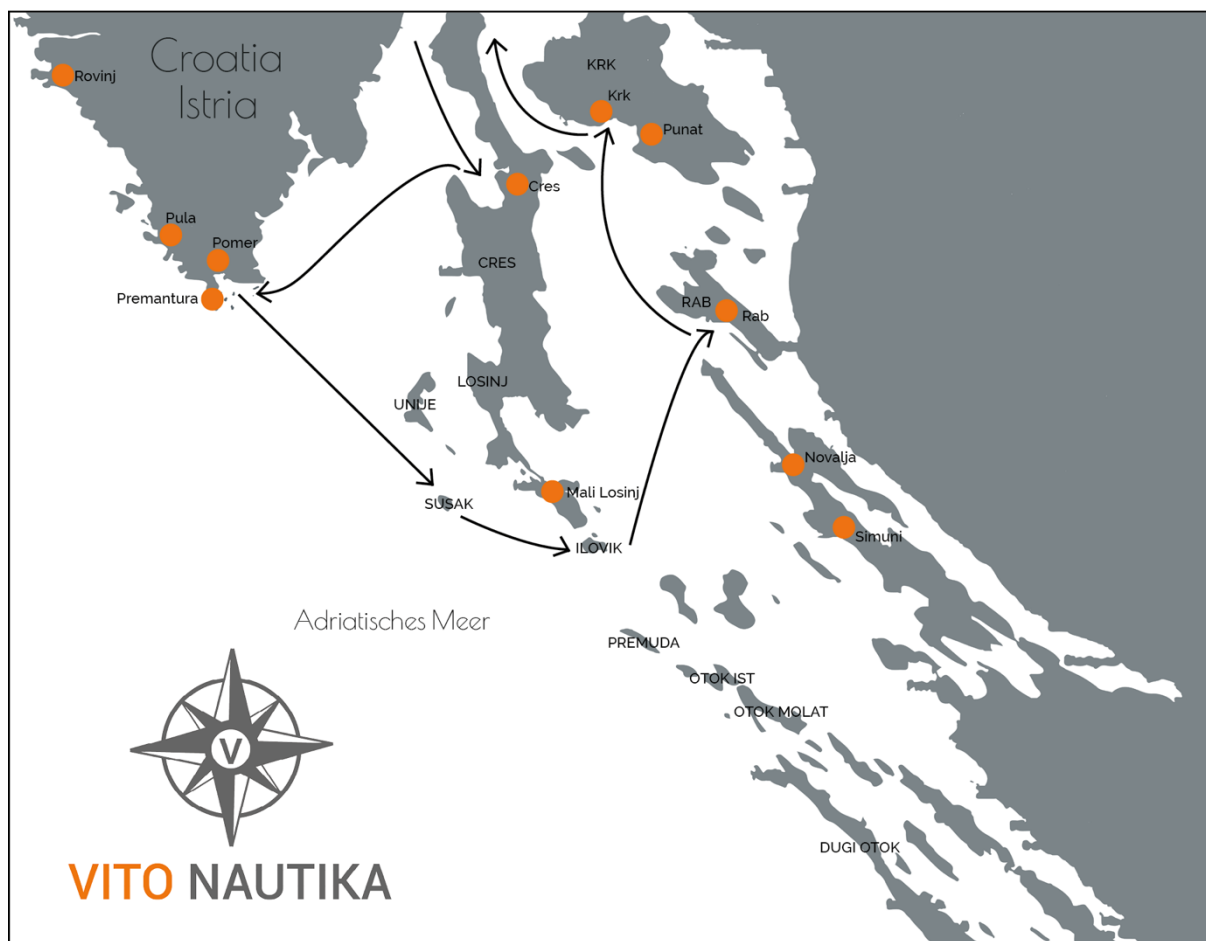 Croatia
Istria
Rovinj
KRK
Krk
Punat
Cres
Pula
Pomer
CRES
Premantura
RAB
Rab
LOSINJ
UNIJE
Novalja
Mali Losinj
SUSAK
Simuni
ILOVIK
Adriatisches Meer
PREMUDA
OTOK IST
OTOK MOLAT
V
DUGI OTOK
VITO NAUTIKA